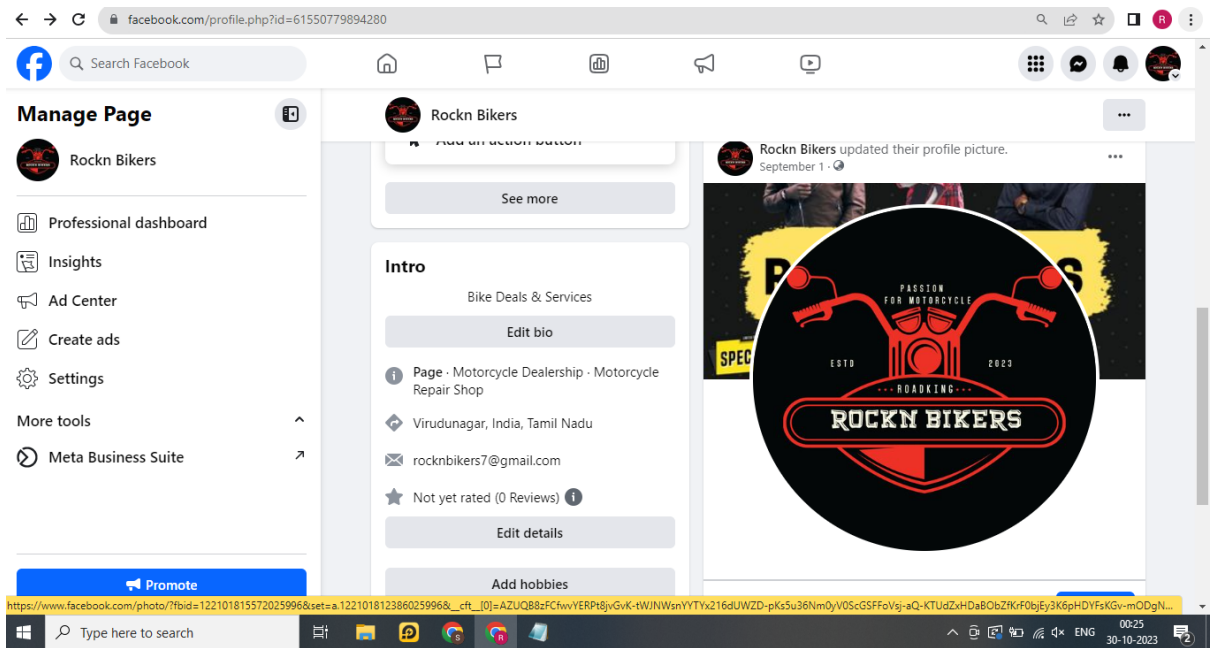 facebook.com/profile.php?id=61550779894280
R
Search Facebook
Manage Page
Rockn Bikers
Professional dashboard
Insights
Ad Center
Create ads
Settings
More tools
Meta Business Suite
Promote
Rockn Bikers
Add an action button
See more
Intro
Bike Deals & Services
Edit bio
Page · Motorcycle Dealership · Motorcycle
Repair Shop
Virudunagar, India, Tamil Nadu
rocknbikers7@gmail.com
Not yet rated (0 Reviews)
Edit details
Add hobbies
Rockn Bikers updated their profile picture.
September 1 ·
SPEC
PASSION
FOR MOTORCYCLE
ESTD 2023
ROADKING
ROCKN BIKERS
Type here to search
ENG
00:25
30-10-2023
2